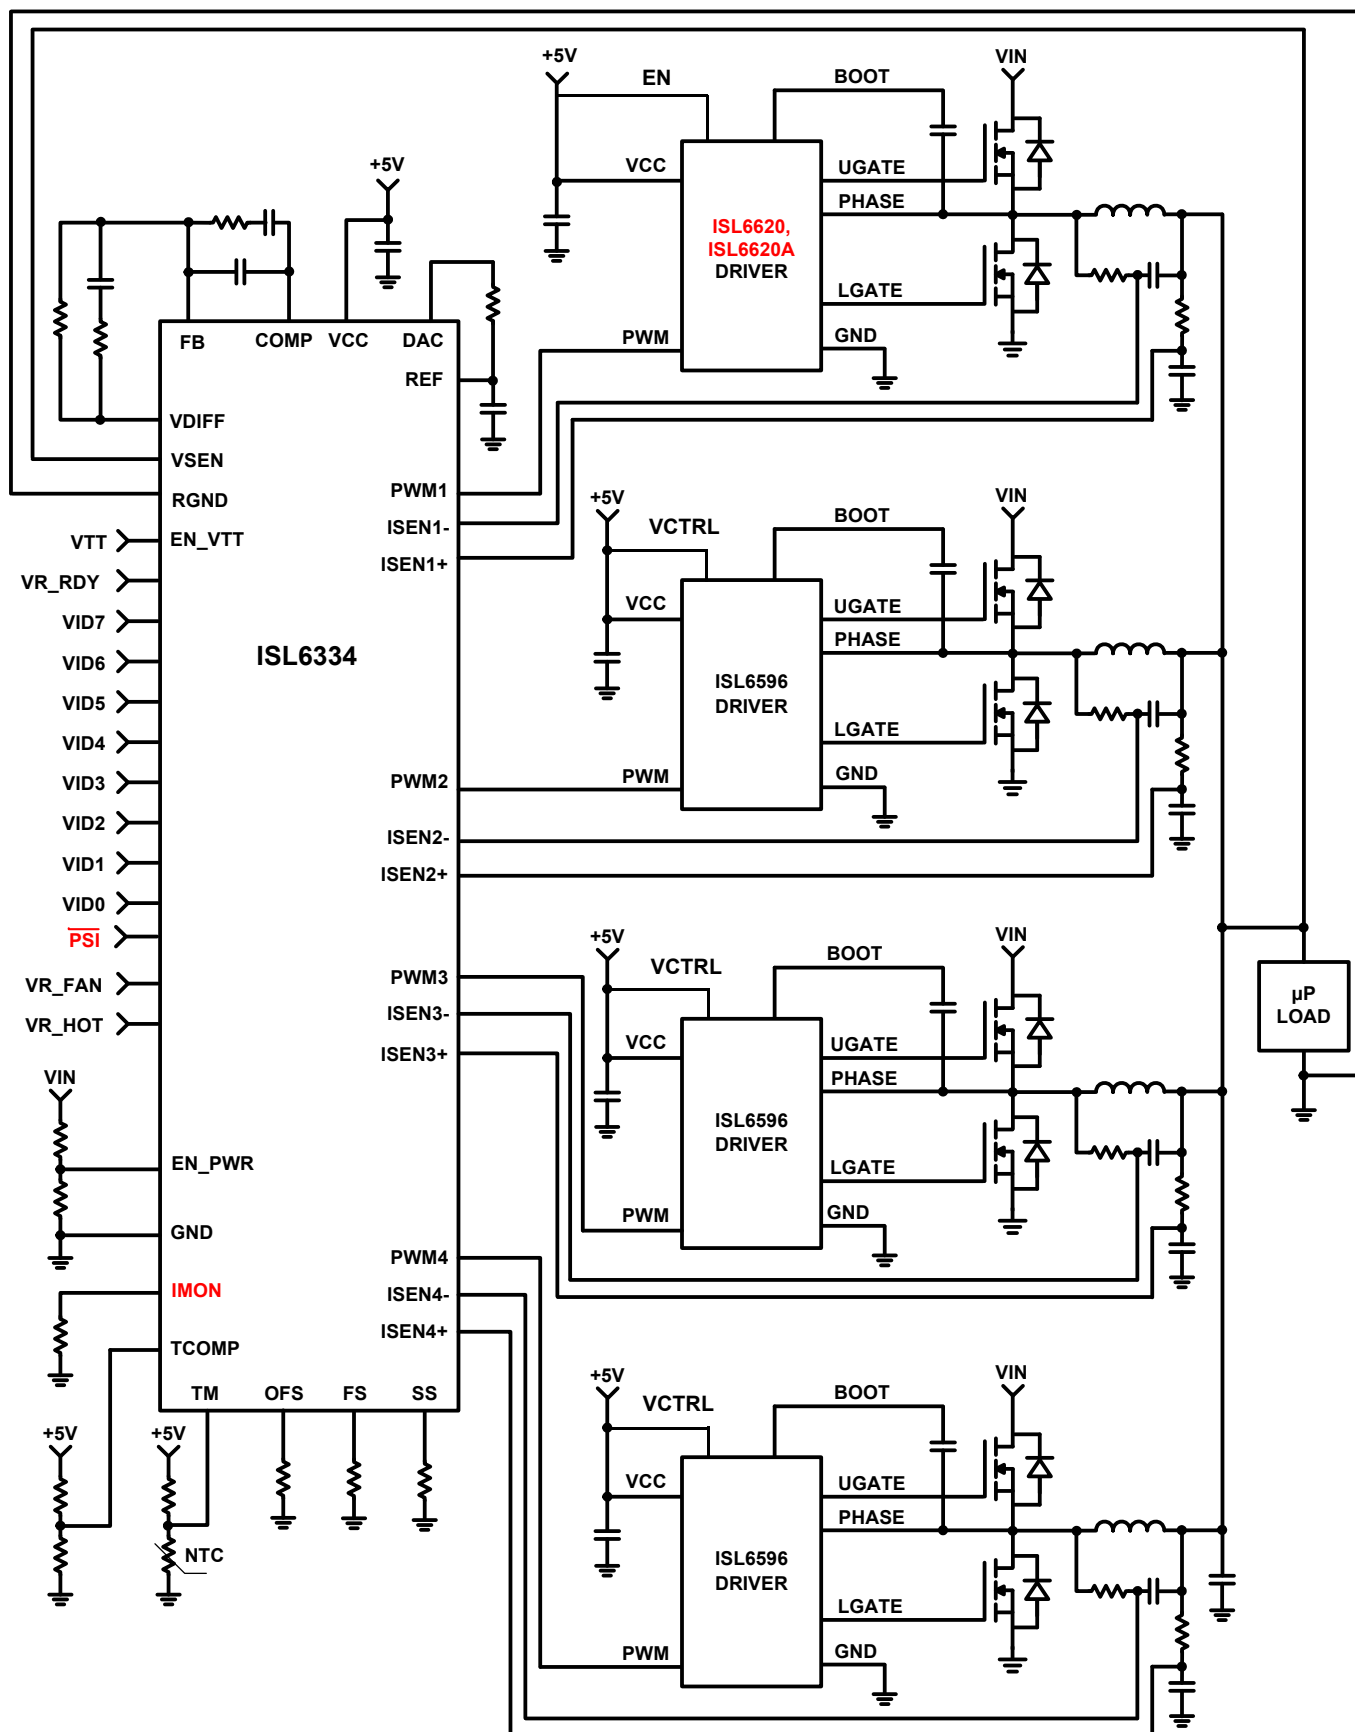 +5V
EN
BOOT
VIN
VCC
UGATE
PHASE
ISL6620,
ISL6620A
DRIVER
LGATE
PWM
GND
+5V
FB
COMP
VCC
DAC
REF
VDIFF
VSEN
RGND
VTT
EN_VTT
VR_RDY
VID7
VID6
VID5
VID4
VID3
VID2
VID1
VID0
PSI
VR_FAN
VR_HOT
VIN
EN_PWR
GND
IMON
TCOMP
TM
OFS
FS
SS
+5V
+5V
NTC
ISL6334
PWM1
ISEN1-
ISEN1+
PWM2
ISEN2-
ISEN2+
PWM3
ISEN3-
ISEN3+
PWM4
ISEN4-
ISEN4+
+5V
VCTRL
BOOT
VIN
VCC
UGATE
PHASE
ISL6596
DRIVER
LGATE
PWM
GND
+5V
VCTRL
BOOT
VIN
VCC
UGATE
PHASE
ISL6596
DRIVER
LGATE
PWM
GND
µP
LOAD
+5V
VCTRL
BOOT
VIN
VCC
UGATE
PHASE
ISL6596
DRIVER
LGATE
PWM
GND